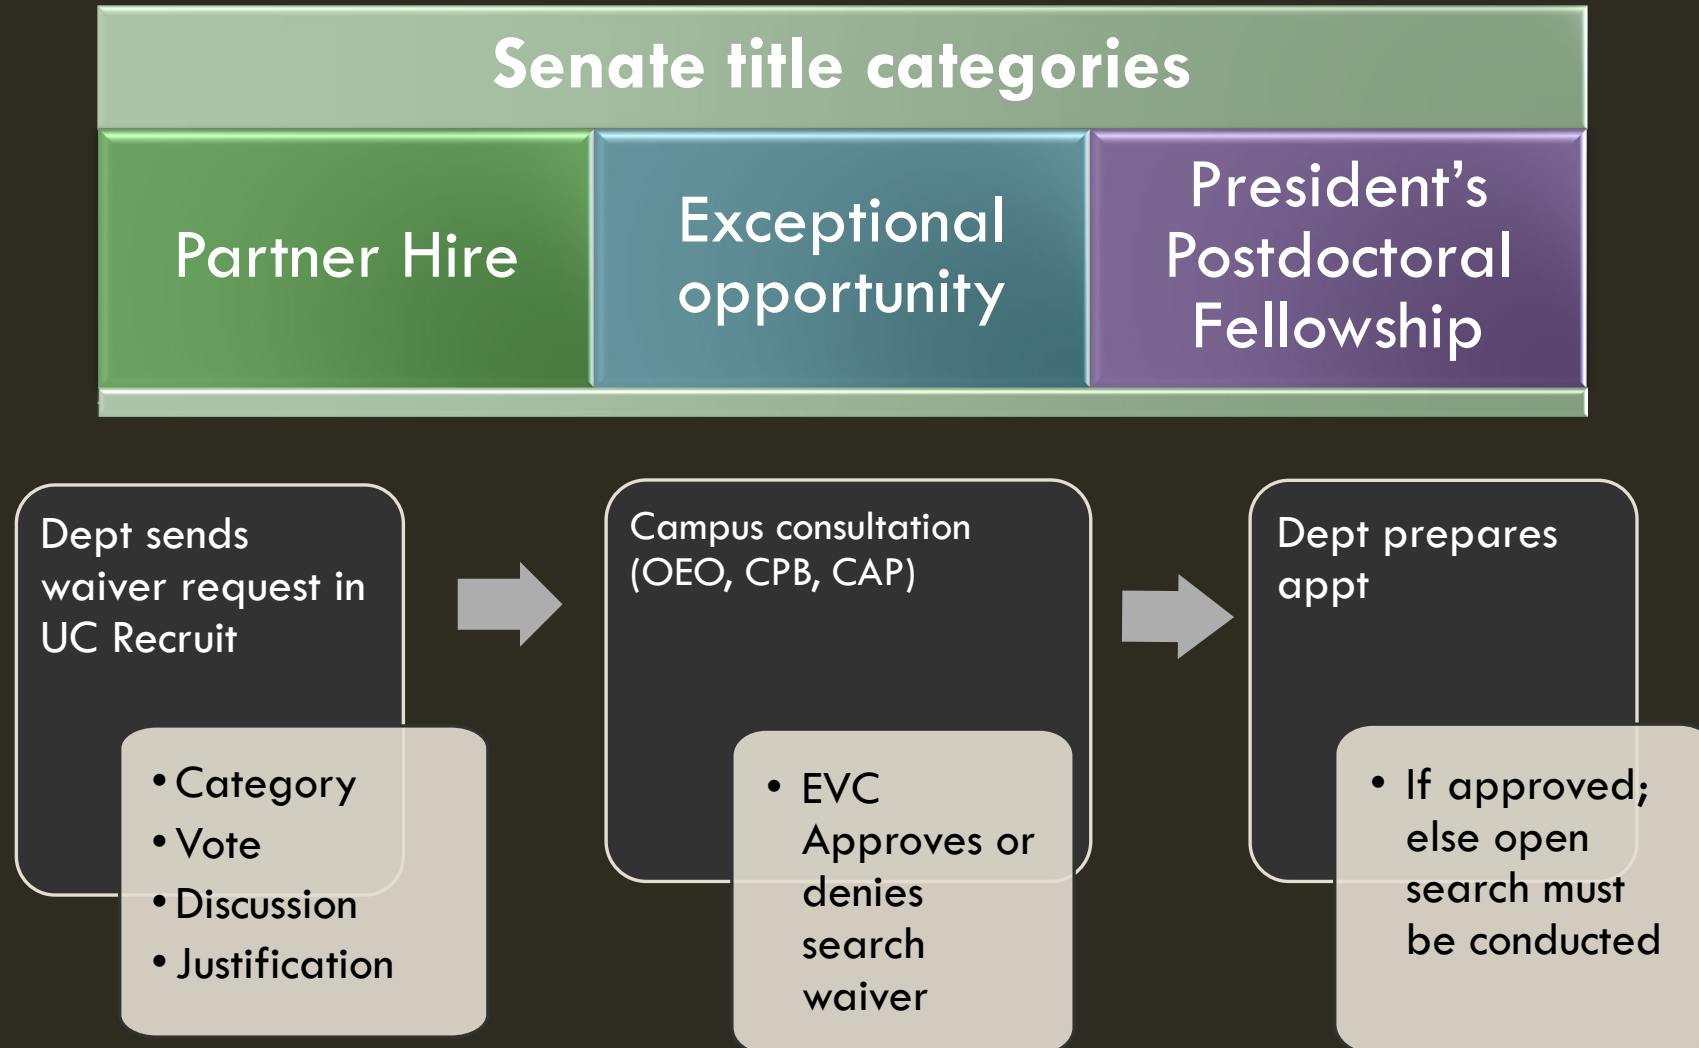 Senate title categories
Partner Hire
Exceptional
opportunity
President’s
Postdoctoral
Fellowship
Dept sends
waiver request in
UC Recruit
• Category
• Vote
• Discussion
• Justification
Campus consultation
(OEO, CPB, CAP)
• EVC
Approves or
denies
search
waiver
Dept prepares
appt
• If approved;
else open
search must
be conducted